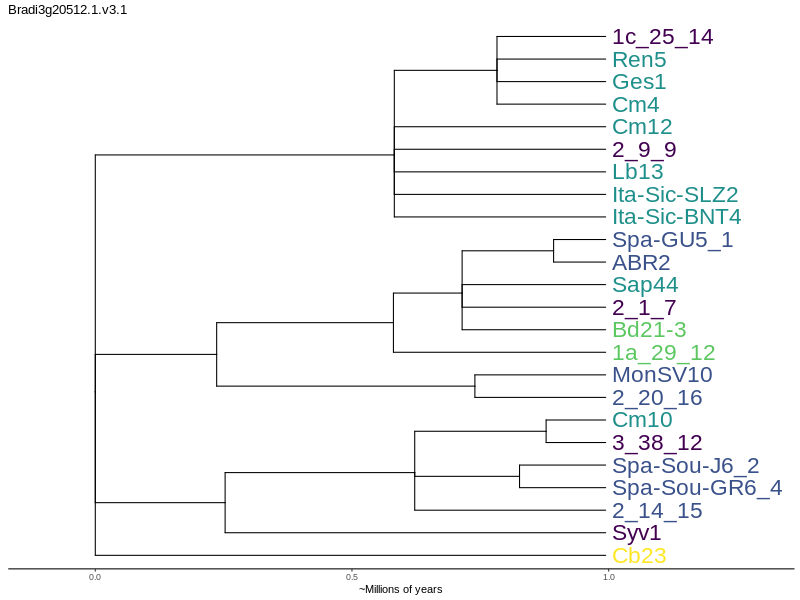 Bradi3g20512.1.v3.1
1c_25_14
Ren5
Ges1
Cm4
Cm12
2_9_9
Lb13
Ita-Sic-SLZ2
Ita-Sic-BNT4
Spa-GU5_1
ABR2
Sap44
2_1_7
Bd21-3
1a_29_12
MonSV10
2_20_16
Cm10
3_38_12
Spa-Sou-J6_2
Spa-Sou-GR6_4
2_14_15
Syv1
Cb23
0.0 0.5 1.0
~Millions of years